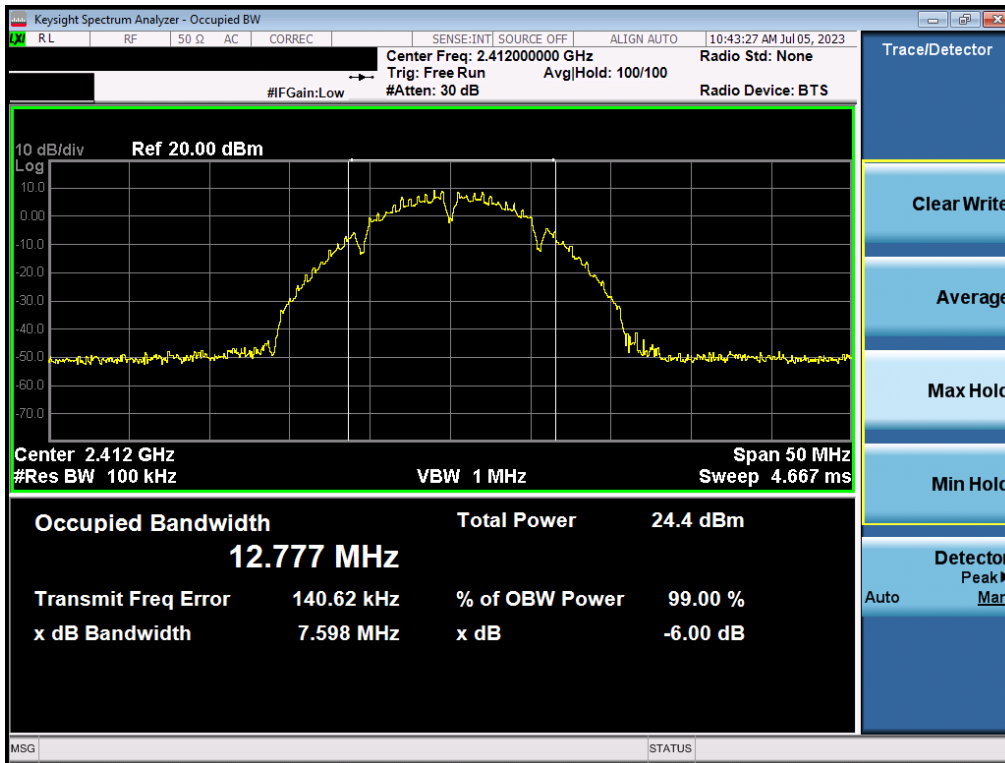 Keysight Spectrum Analyzer - Occupied BW
LXI RL RF 50 Ω AC CORREC SENSE:INT SOURCE OFF ALIGN AUTO 10:43:27 AM Jul 05, 2023
Center Freq: 2.412000000 GHz Radio Std: None
Trig: Free Run Avg|Hold: 100/100
#IFGain:Low #Atten: 30 dB Radio Device: BTS
10 dB/div Ref 20.00 dBm
Log
10.0
0.00
-10.0
-20.0
-30.0
-40.0
-50.0
-60.0
-70.0
Center 2.412 GHz Span 50 MHz
#Res BW 100 kHz VBW 1 MHz Sweep 4.667 ms
Occupied Bandwidth Total Power 24.4 dBm
12.777 MHz
Transmit Freq Error 140.62 kHz % of OBW Power 99.00 %
x dB Bandwidth 7.598 MHz x dB -6.00 dB
MSG STATUS
Trace/Detector
Clear Write
Average
Max Hold
Min Hold
Detector
Peak
Auto Man